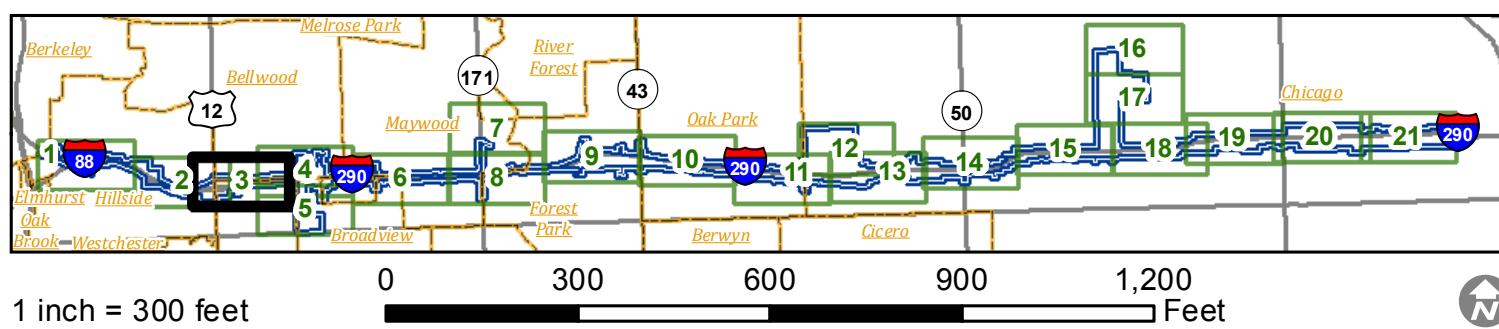 Melrose Park
Berkeley
River
Forest
Bellwood
171
12
43
50
16
17
Chicago
Maywood
7
Oak Park
1
88
2
3
4
290
5
6
8
9
10
290
11
12
13
14
15
18
19
20
21
290
Elmhurst
Hillside
Oak
Brook
Westchester
Broadview
Forest
Park
Berwyn
Cicero
0 300 600 900 1,200
1 inch = 300 feet
Feet
N